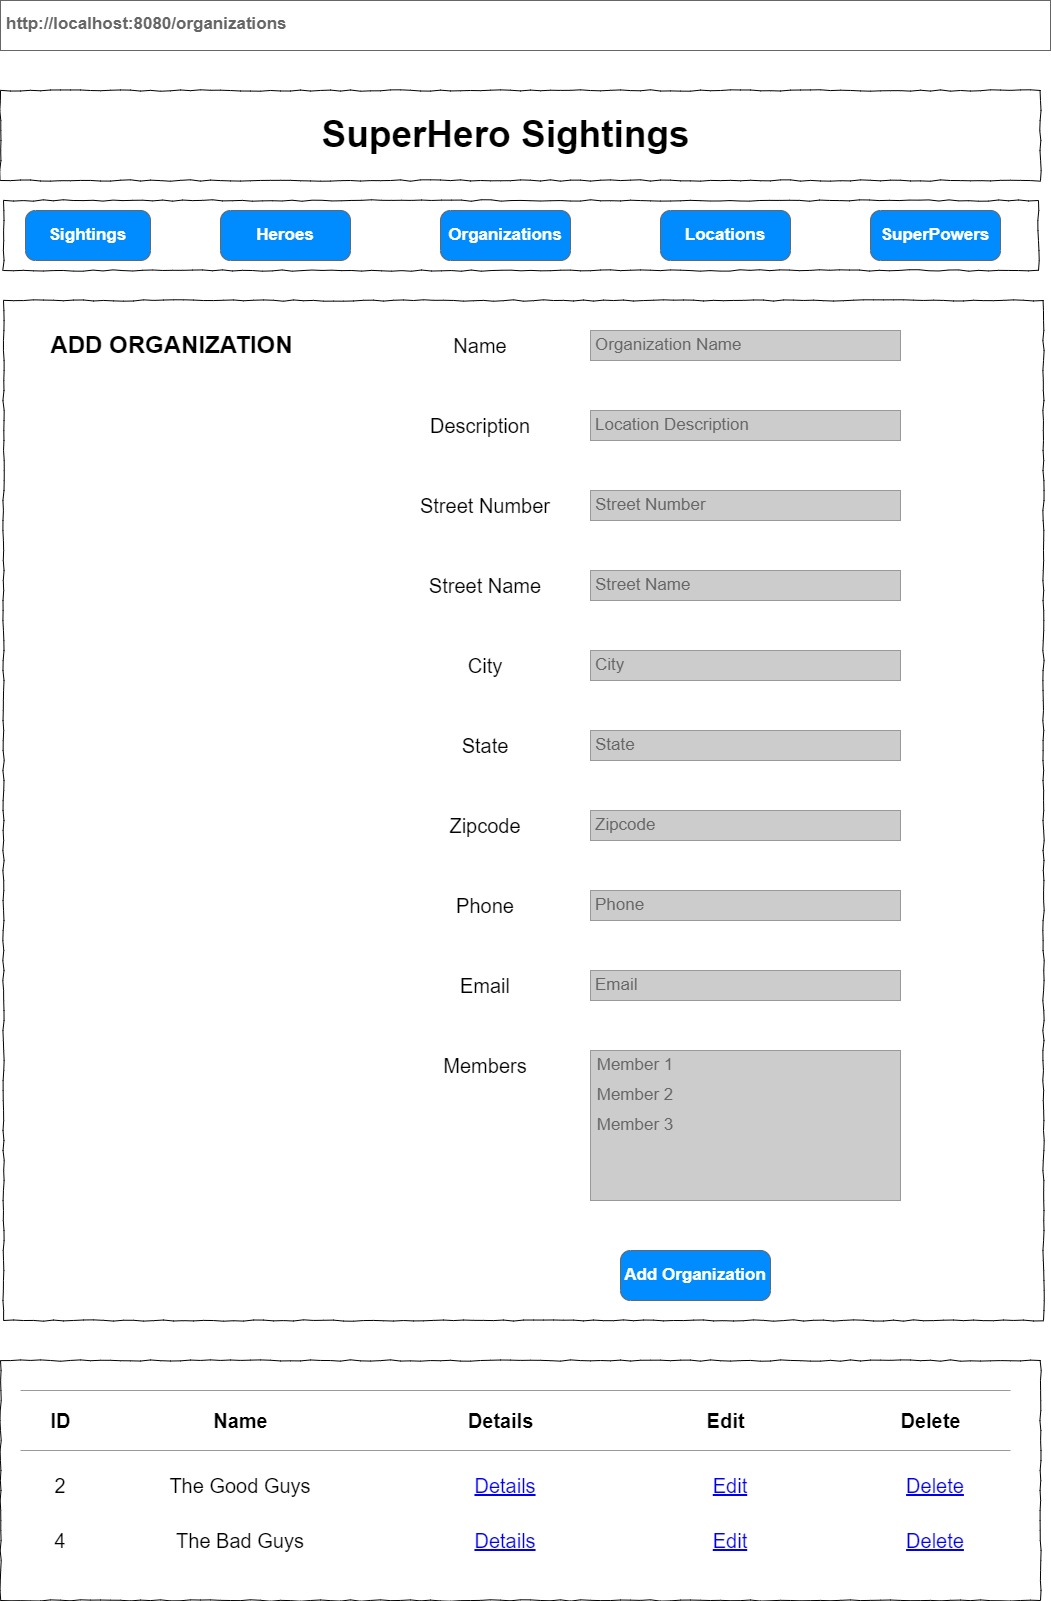 http://localhost:8080/organizations
SuperHero Sightings
Sightings Heroes Organizations Locations SuperPowers
ADD ORGANIZATION
Name Organization Name
Description Location Description
Street Number Street Number
Street Name Street Name
City City
State State
Zipcode Zipcode
Phone Phone
Email Email
Members Member 1
Member 2
Member 3
Add Organization
ID Name Details Edit Delete
2 The Good Guys Details Edit Delete
4 The Bad Guys Details Edit Delete